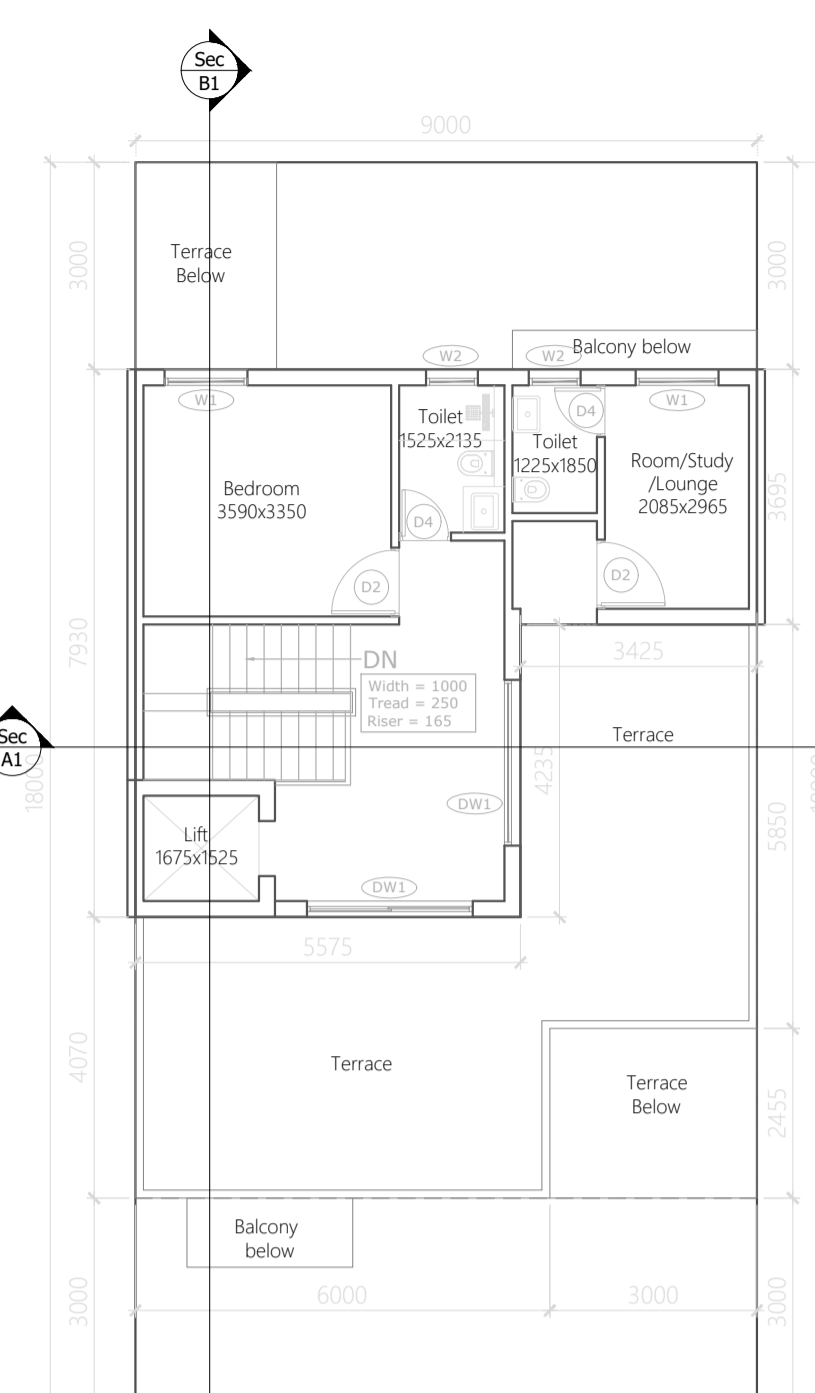 Sec
B1
9000
3000
Terrace
Below
3000
Balcony below
W2
W2
W1
W1
D4
Toilet
1525x2135
Toilet
1225x1850
Room/Study
/Lounge
2085x2965
Bedroom
3590x3350
3695
D4
D2
D2
7930
DN
Width = 1000
Tread = 250
Riser = 165
3425
Terrace
Sec
A1
18000
4235
DW1
5850
Lift
1675x1525
DW1
5575
4070
Terrace
Terrace
Below
2455
Balcony
below
3000
6000
3000
3000